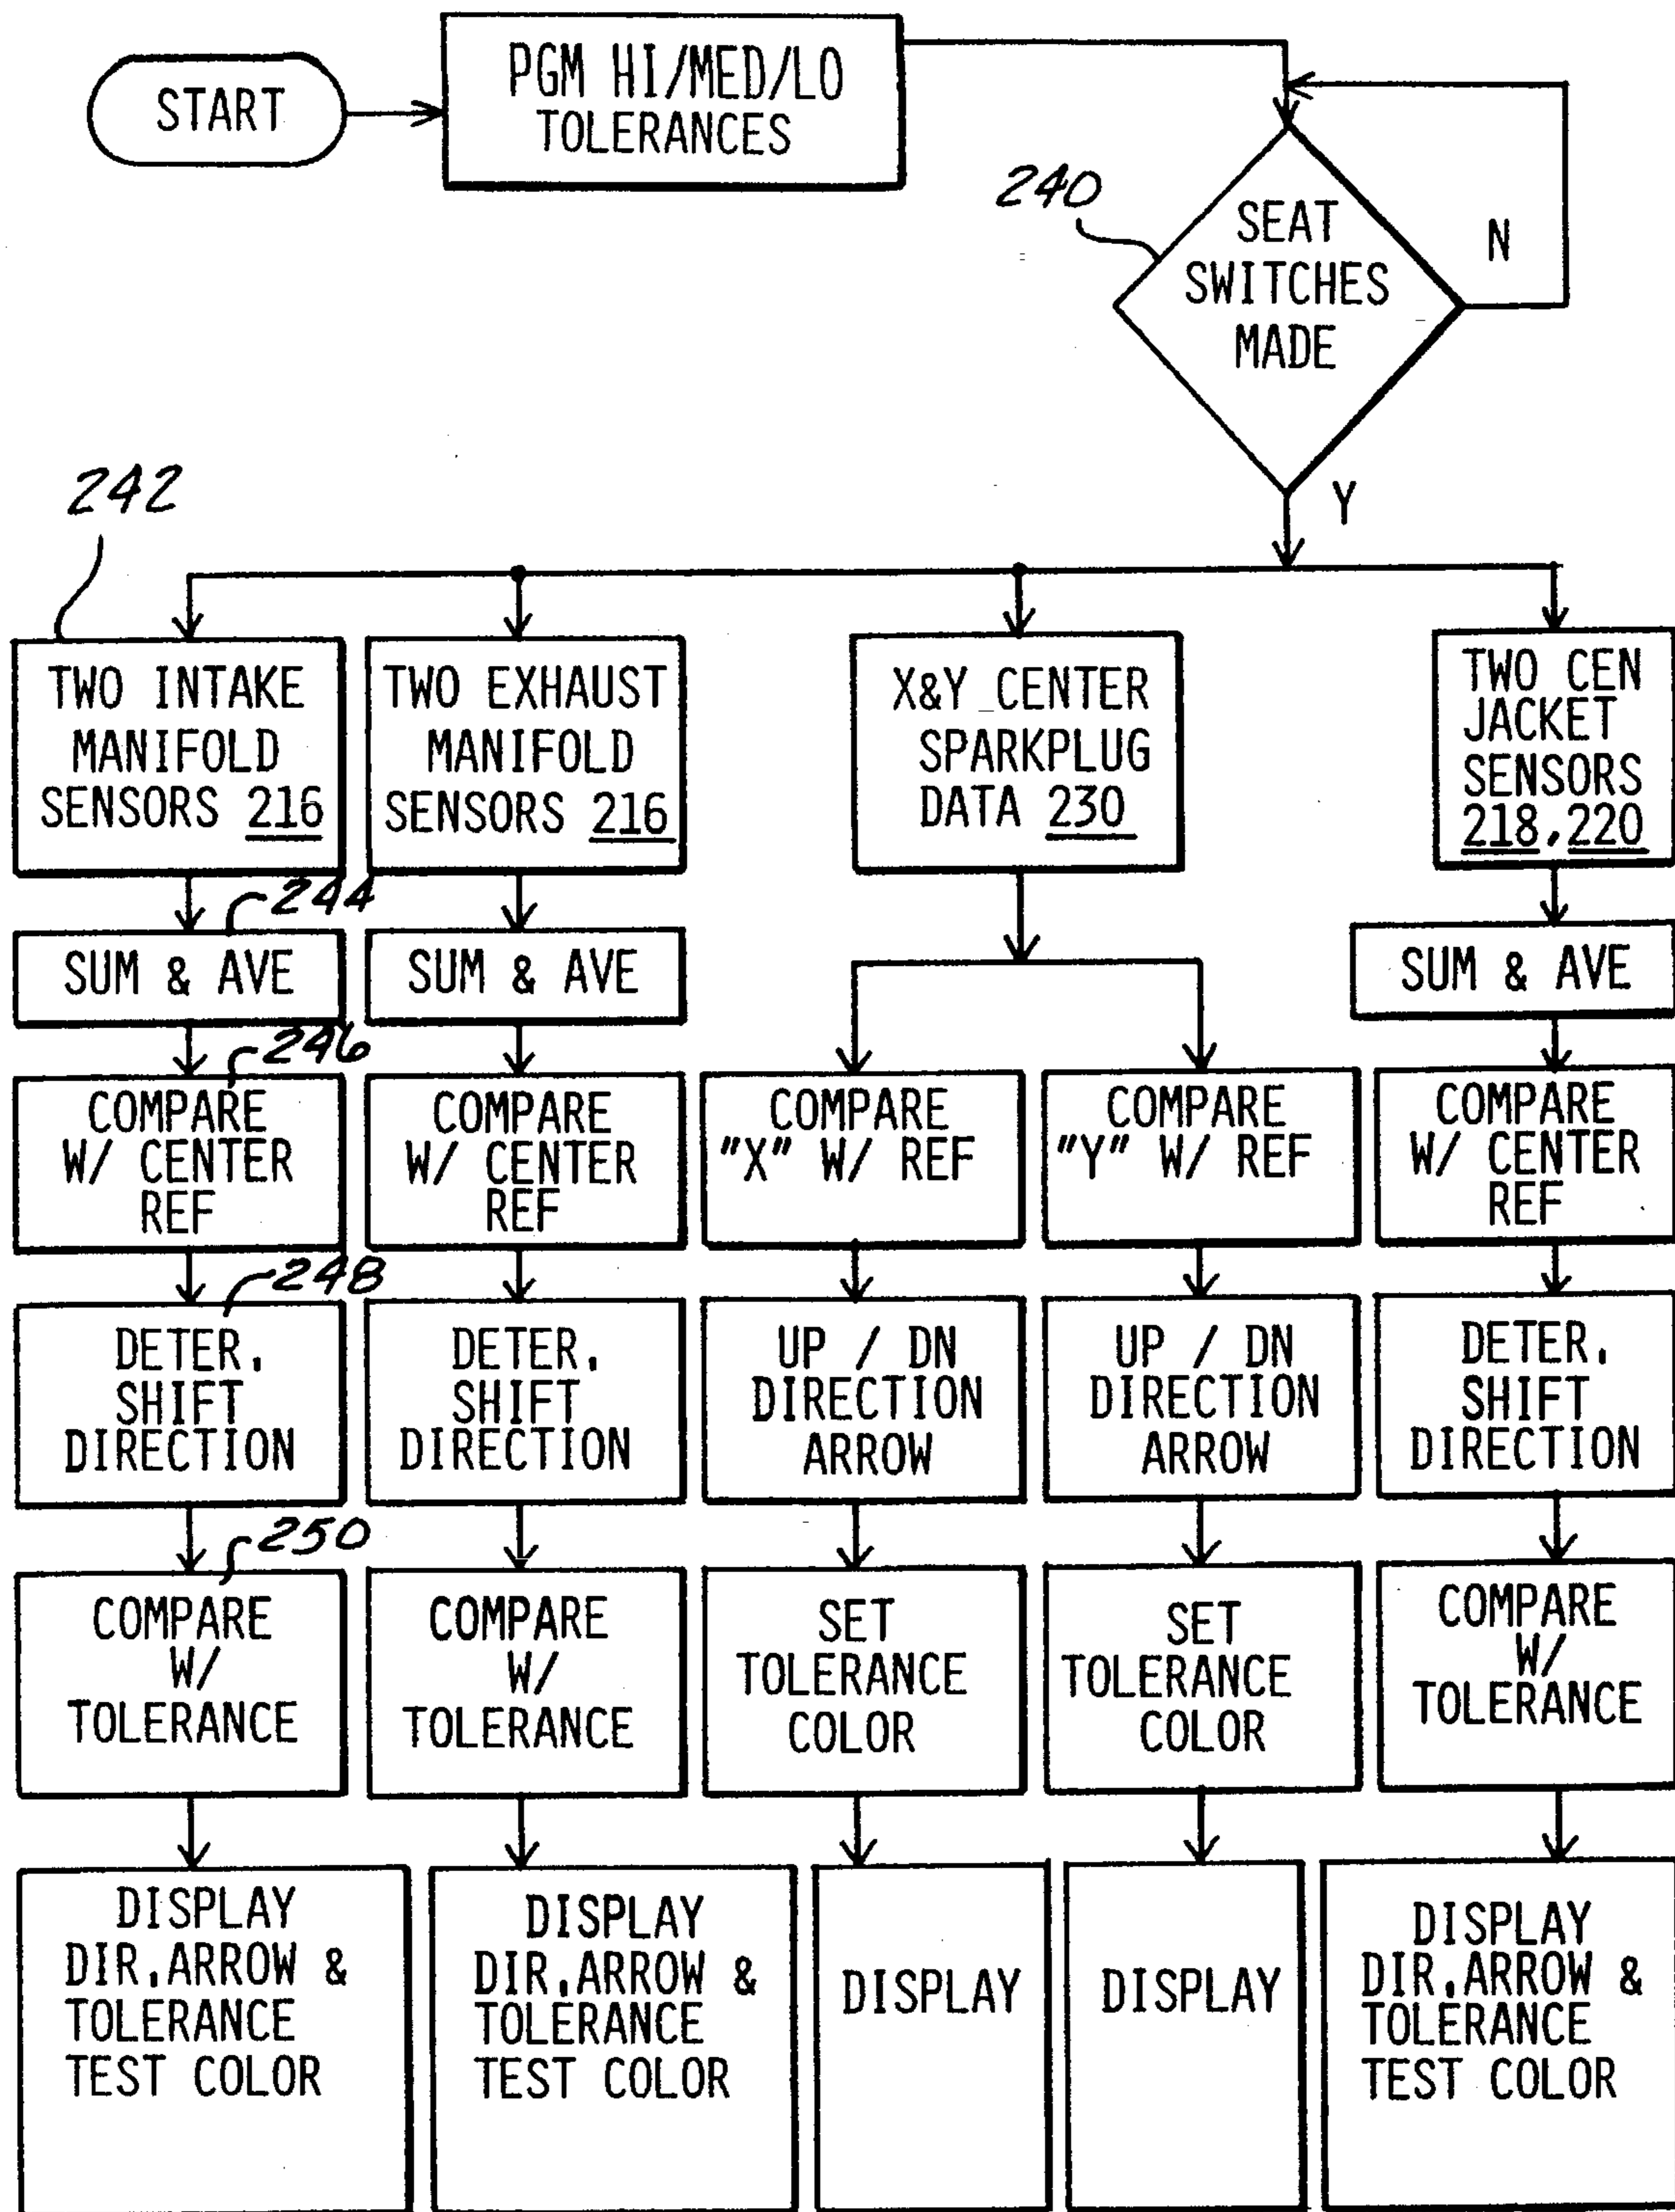 START
PGM HI/MED/LO
TOLERANCES
240
SEAT
SWITCHES
MADE
N
Y
242
TWO INTAKE
MANIFOLD
SENSORS 216
TWO EXHAUST
MANIFOLD
SENSORS 216
X&Y CENTER
SPARKPLUG
DATA 230
TWO CEN
JACKET
SENSORS
218, 220
244
SUM & AVE
SUM & AVE
SUM & AVE
246
COMPARE
W/ CENTER
REF
COMPARE
W/ CENTER
REF
COMPARE
"X" W/ REF
COMPARE
"Y" W/ REF
COMPARE
W/ CENTER
REF
248
DETER.
SHIFT
DIRECTION
DETER.
SHIFT
DIRECTION
UP / DN
DIRECTION
ARROW
UP / DN
DIRECTION
ARROW
DETER.
SHIFT
DIRECTION
250
COMPARE
W/
TOLERANCE
COMPARE
W/
TOLERANCE
SET
TOLERANCE
COLOR
SET
TOLERANCE
COLOR
COMPARE
W/
TOLERANCE
DISPLAY
DIR.ARROW &
TOLERANCE
TEST COLOR
DISPLAY
DIR.ARROW &
TOLERANCE
TEST COLOR
DISPLAY
DISPLAY
DISPLAY
DIR.ARROW &
TOLERANCE
TEST COLOR